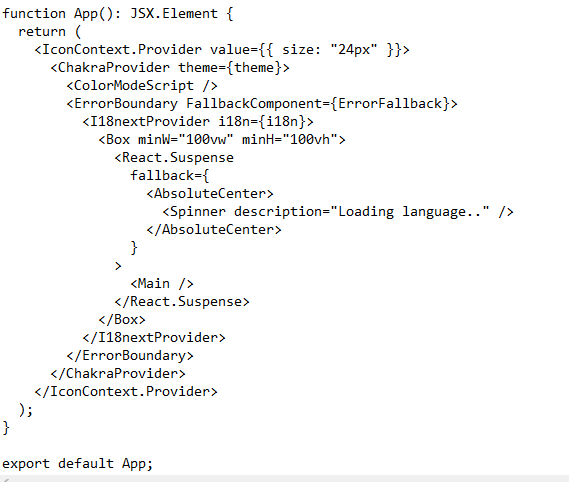 function App(): JSX.Element {
  return (
    <IconContext.Provider value={{ size: "24px" }}>
      <ChakraProvider theme={theme}>
        <ColorModeScript />
        <ErrorBoundary FallbackComponent={ErrorFallback}>
          <I18nextProvider i18n={i18n}>
            <Box minW="100vw" minH="100vh">
              <React.Suspense
                fallback={
                  <AbsoluteCenter>
                    <Spinner description="Loading language.." />
                  </AbsoluteCenter>
                }
              >
                <Main />
              </React.Suspense>
            </Box>
          </I18nextProvider>
        </ErrorBoundary>
      </ChakraProvider>
    </IconContext.Provider>
  );
}

export default App;